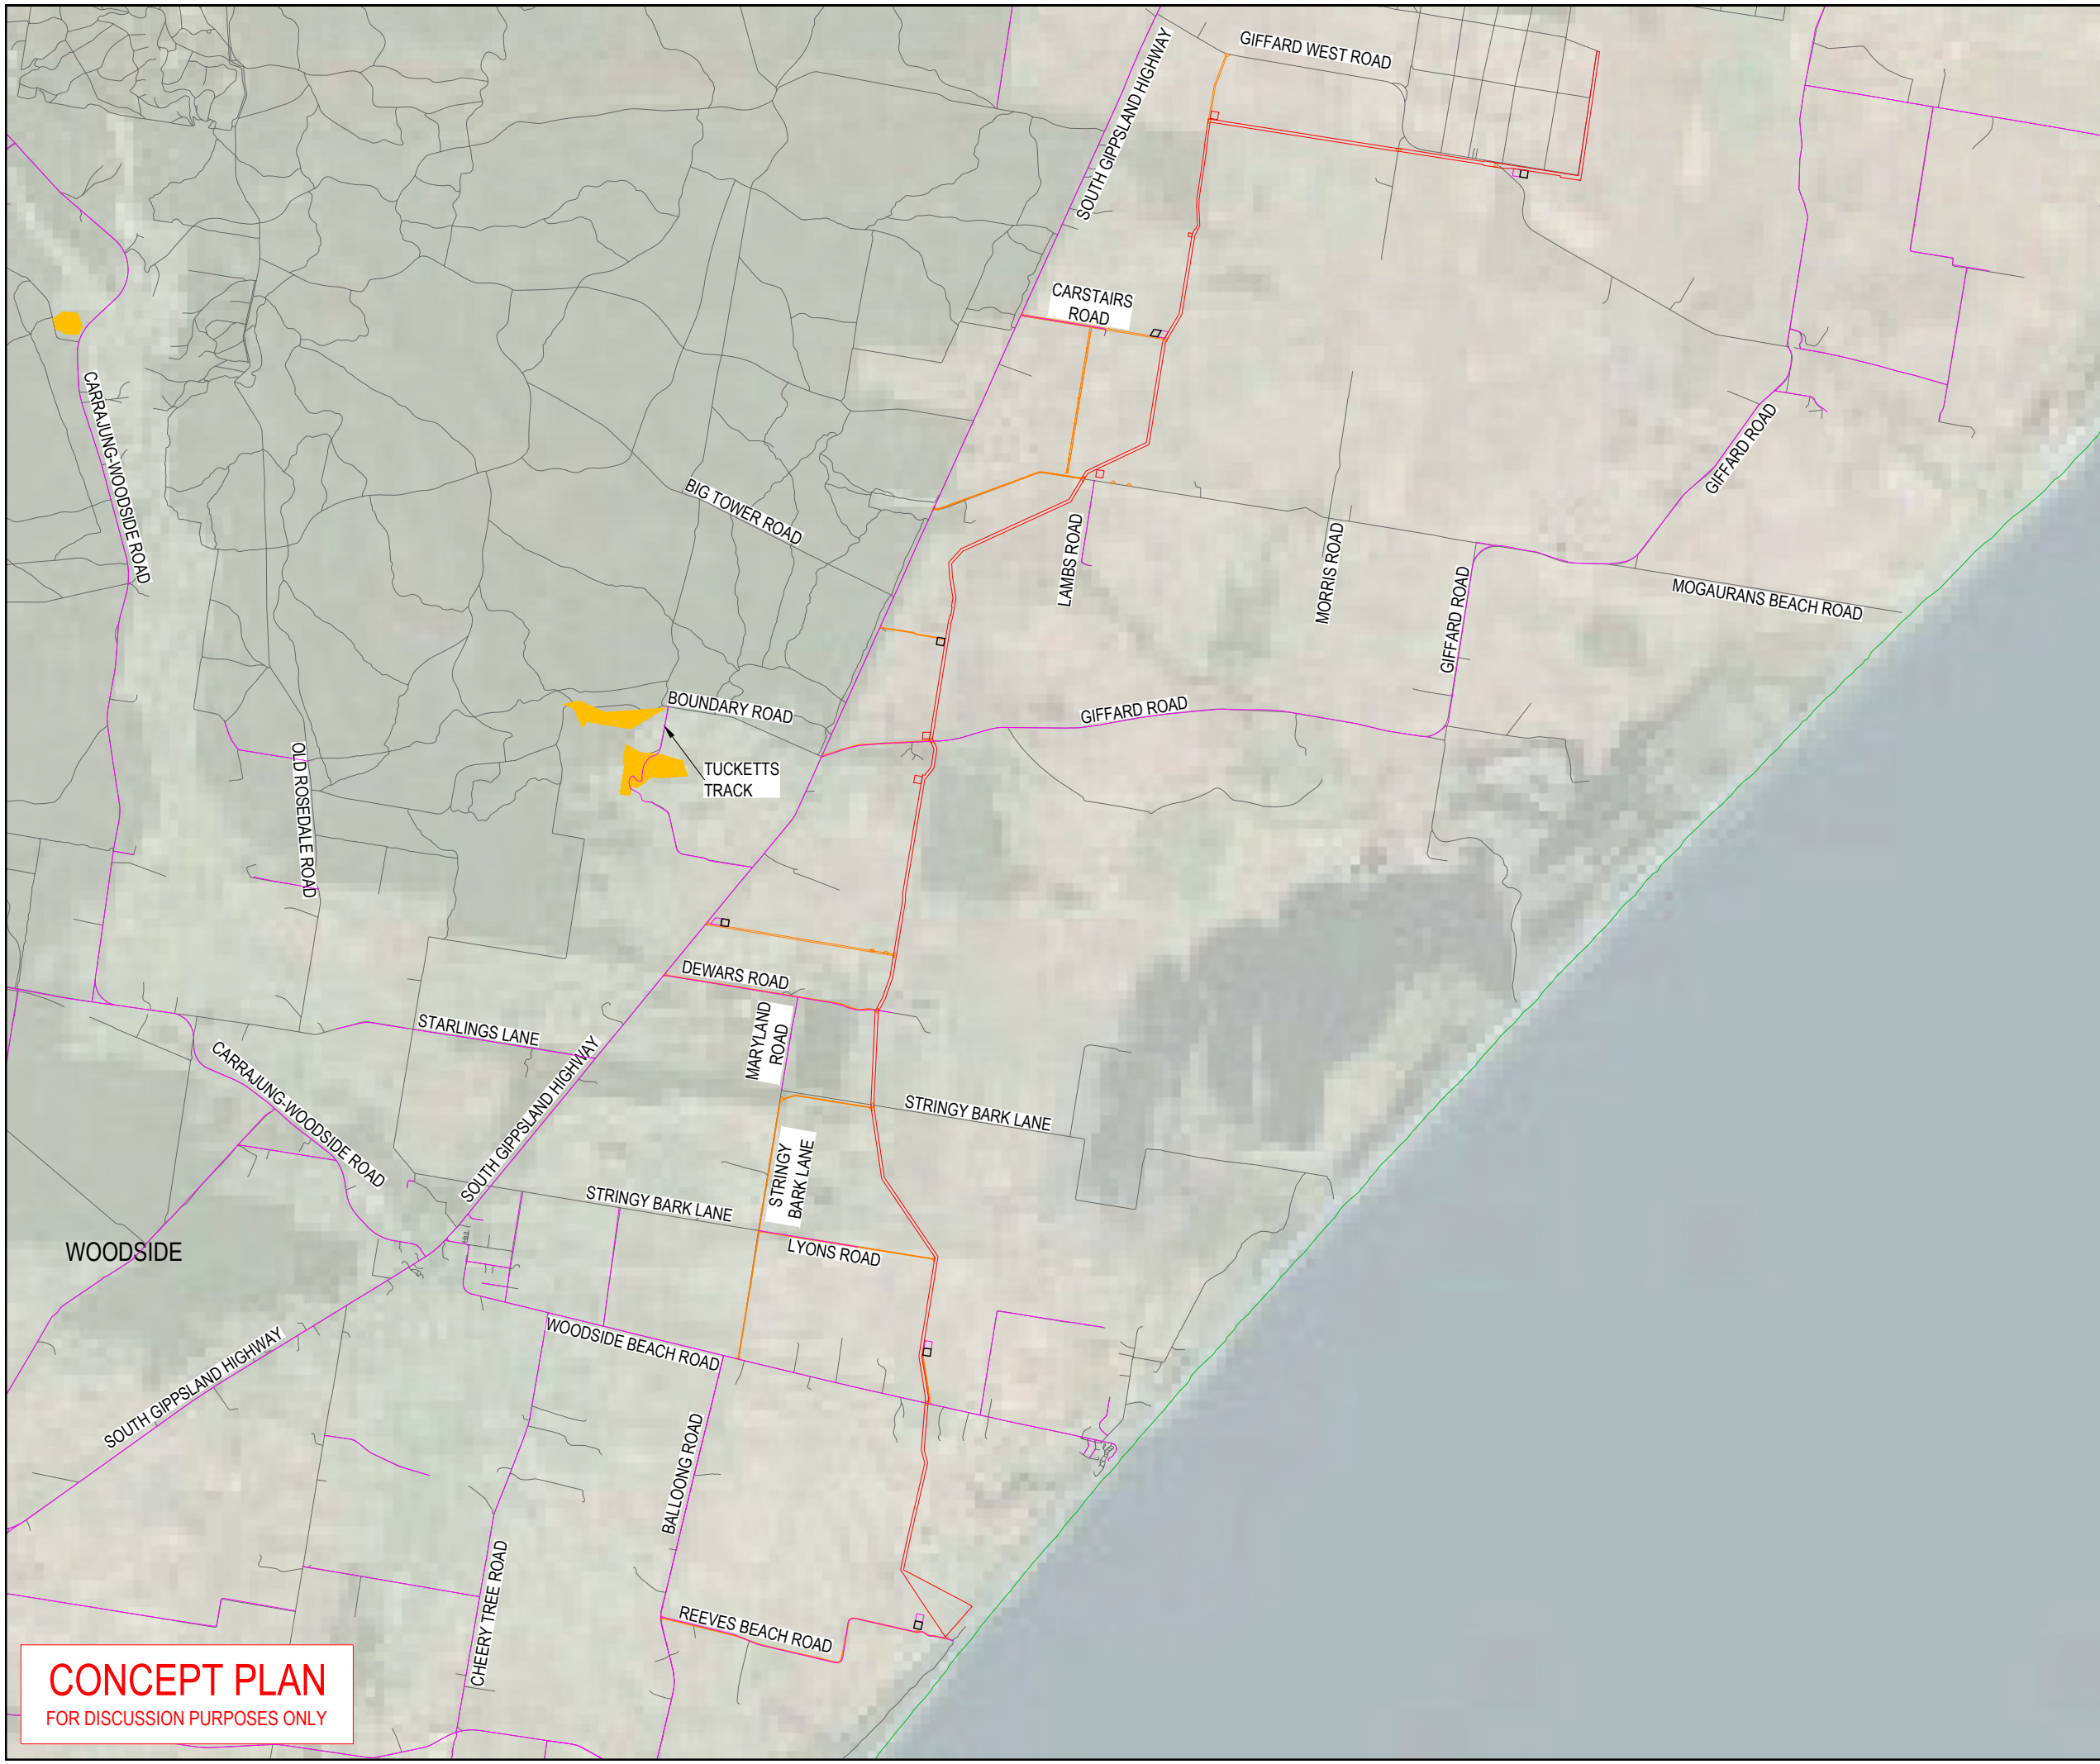 GIFFARD WEST ROAD
SOUTH GIPPSLAND HIGHWAY
CARSTAIRS
ROAD
CARRAJUNG-WOODSIDE ROAD
GIFFARD ROAD
BIG TOWER ROAD
LAMBS ROAD
MORRIS ROAD
GIFFARD ROAD
MOGAURANS BEACH ROAD
BOUNDARY ROAD
GIFFARD ROAD
OLD ROSEDALE ROAD
TUCKETTS
TRACK
DEWARS ROAD
MARYLAND
ROAD
STARLINGS LANE
SOUTH GIPPSLAND HIGHWAY
CARRAJUNG-WOODSIDE ROAD
STRINGY BARK LANE
STRINGY
BARK LANE
STRINGY BARK LANE
LYONS ROAD
WOODSIDE
WOODSIDE BEACH ROAD
SOUTH GIPPSLAND HIGHWAY
BALLOONG ROAD
CHEERY TREE ROAD
REEVES BEACH ROAD
CONCEPT PLAN
FOR DISCUSSION PURPOSES ONLY